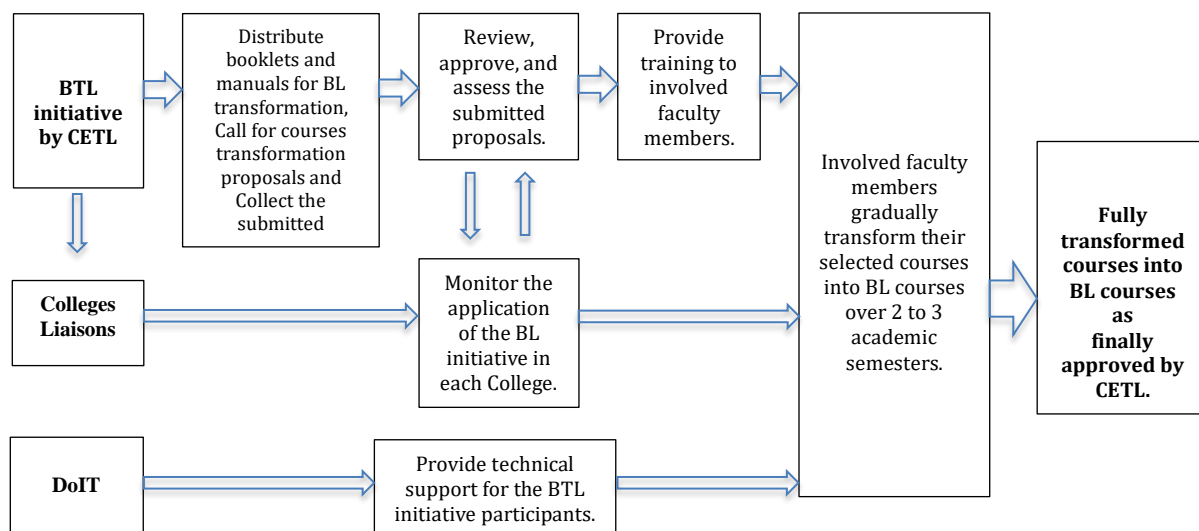 BTL
initiative
by CETL
Distribute
booklets and
manuals for BL
transformation,
Call for courses
transformation
proposals and
Collect the
submitted
Review,
approve, and
assess the
submitted
proposals.
Provide
training to
involved
faculty
members.
Involved faculty
members
gradually
transform their
selected courses
into BL courses
over 2 to 3
academic
semesters.
Fully
transformed
courses into
BL courses
as
finally
approved by
CETL.
Colleges
Liaisons
Monitor the
application
of the BL
initiative in
each College.
DoIT
Provide technical
support for the BTL
initiative participants.